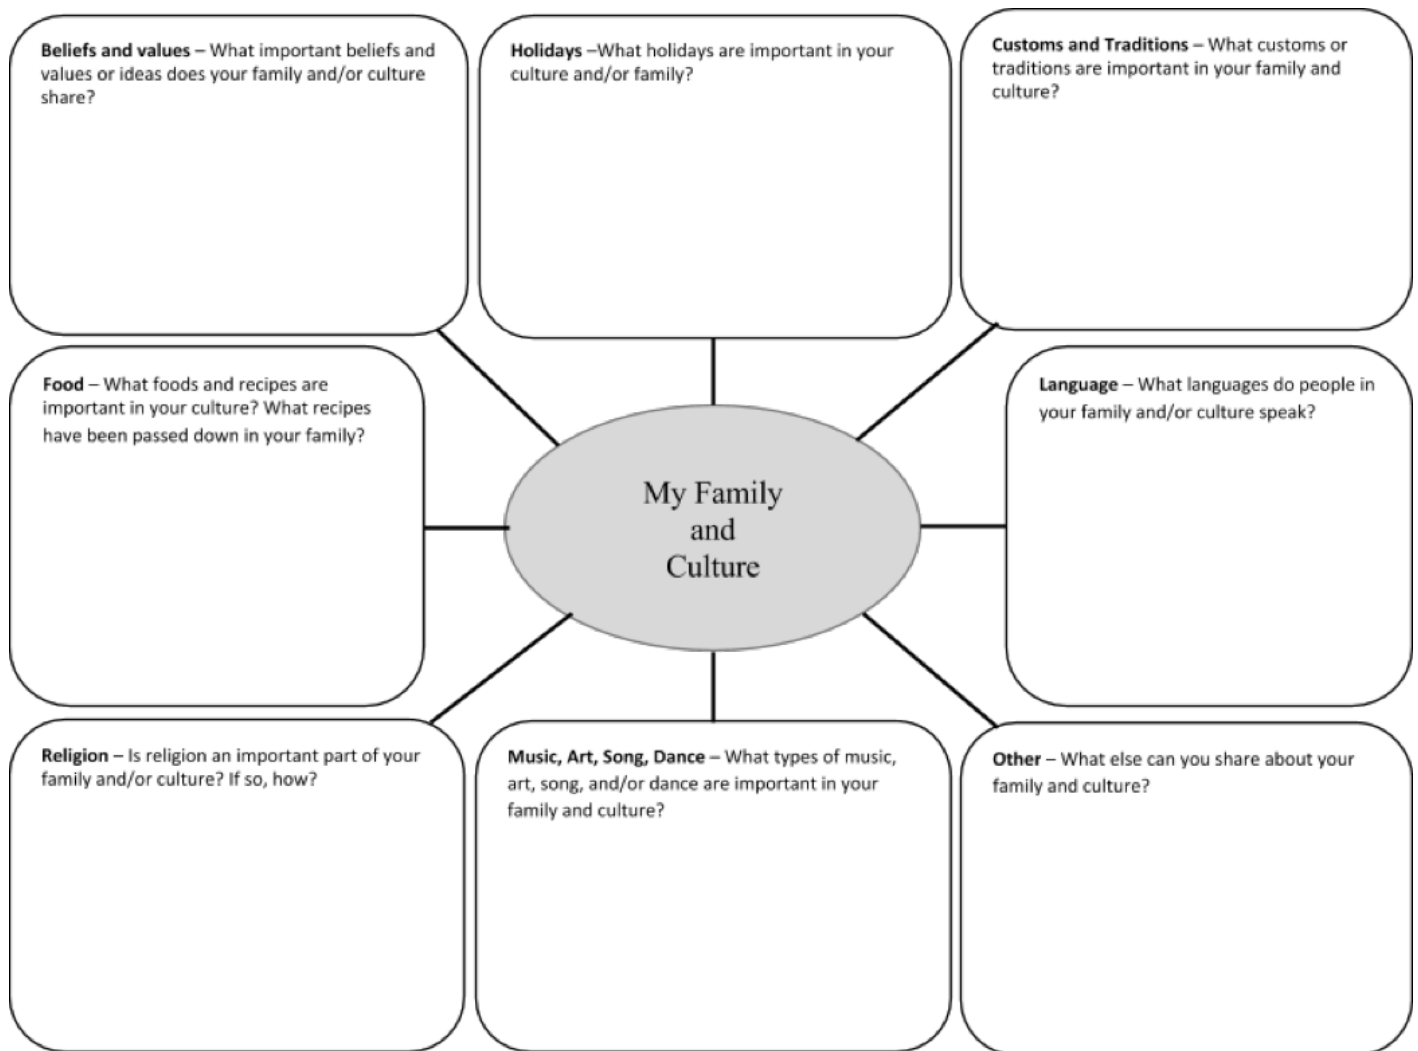 Beliefs and values – What important beliefs and
values or ideas does your family and/or culture
share?
Holidays –What holidays are important in your
culture and/or family?
Customs and Traditions – What customs or
traditions are important in your family and
culture?
Food – What foods and recipes are
important in your culture? What recipes
have been passed down in your family?
My Family
and
Culture
Language – What languages do people in
your family and/or culture speak?
Religion – Is religion an important part of your
family and/or culture? If so, how?
Music, Art, Song, Dance – What types of music,
art, song, and/or dance are important in your
family and culture?
Other – What else can you share about your
family and culture?